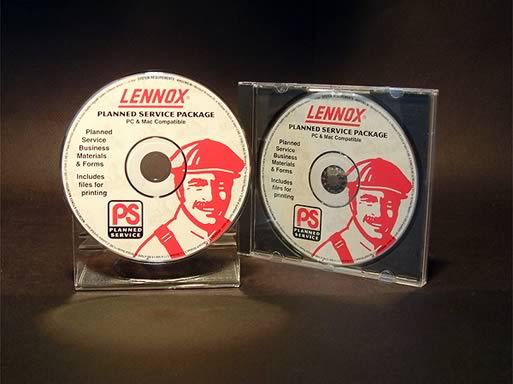 SYSTEM REQUIREMENTS
LENNOX
PLANNED SERVICE PACKAGE
PC & Mac Compatible
Planned
Service
Business
Materials
& Forms
Includes
files for
printing
PS
PLANNED
SERVICE
LENNOX
PLANNED SERVICE PACKAGE
PC & Mac Compatible
Planned
Service
Business
Materials
& Forms
Includes
files for
printing
PS
PLANNED
SERVICE